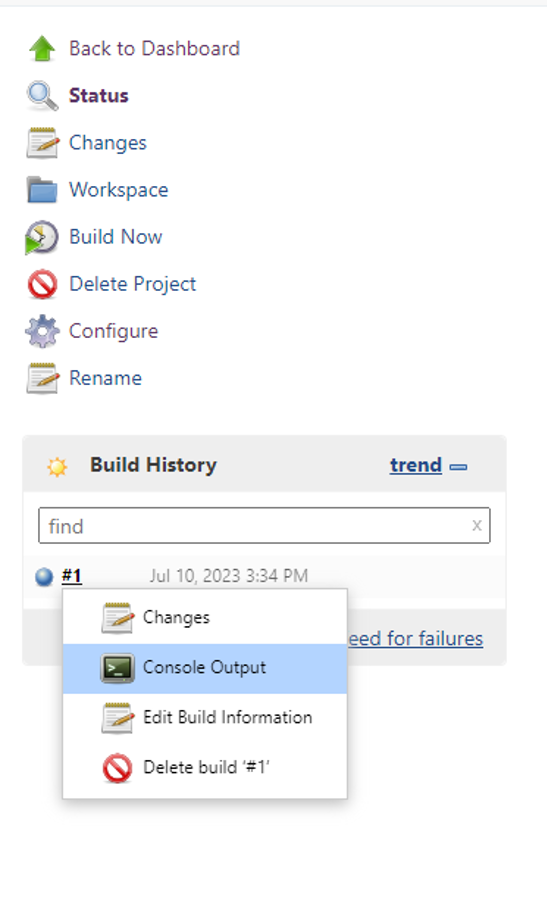 Back to Dashboard
Status
Changes
Workspace
Build Now
Delete Project
Configure
Rename
Build History trend
find x
#1 Jul 10, 2023 3:34 PM
Changes
for failures
Console Output
Edit Build Information
Delete build ‘#1’